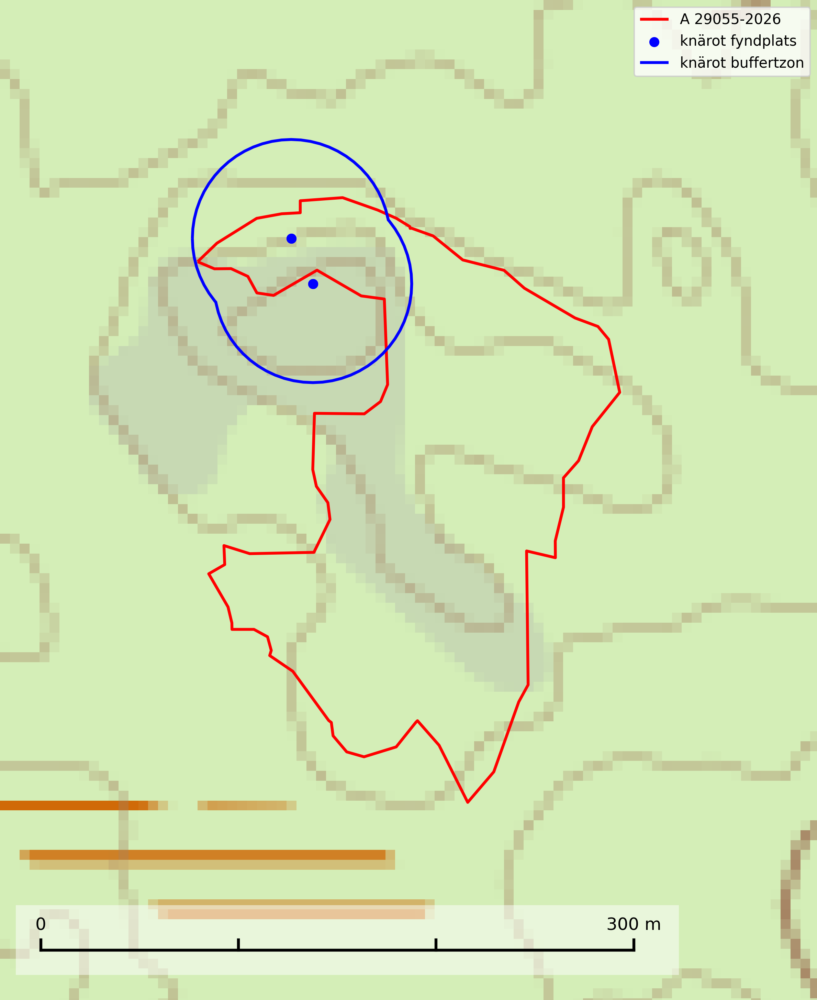 A 29055-2026
knärot fyndplats
knärot buffertzon
0 300 m